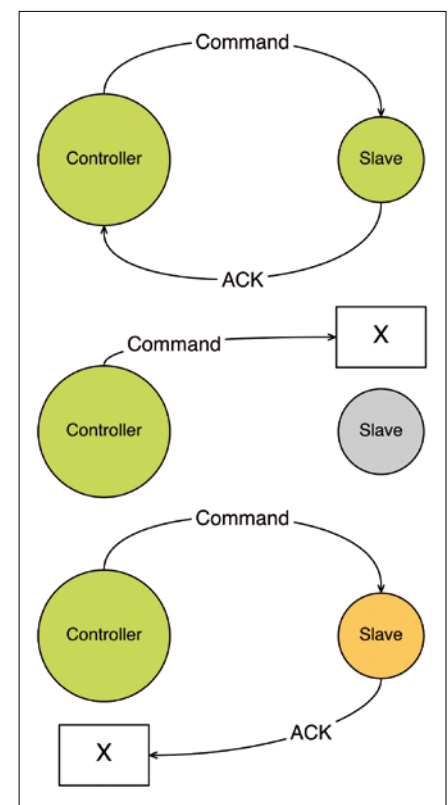 Command
Controller
Slave
ACK
Command
X
Controller
Slave
Command
Controller
Slave
ACK
X